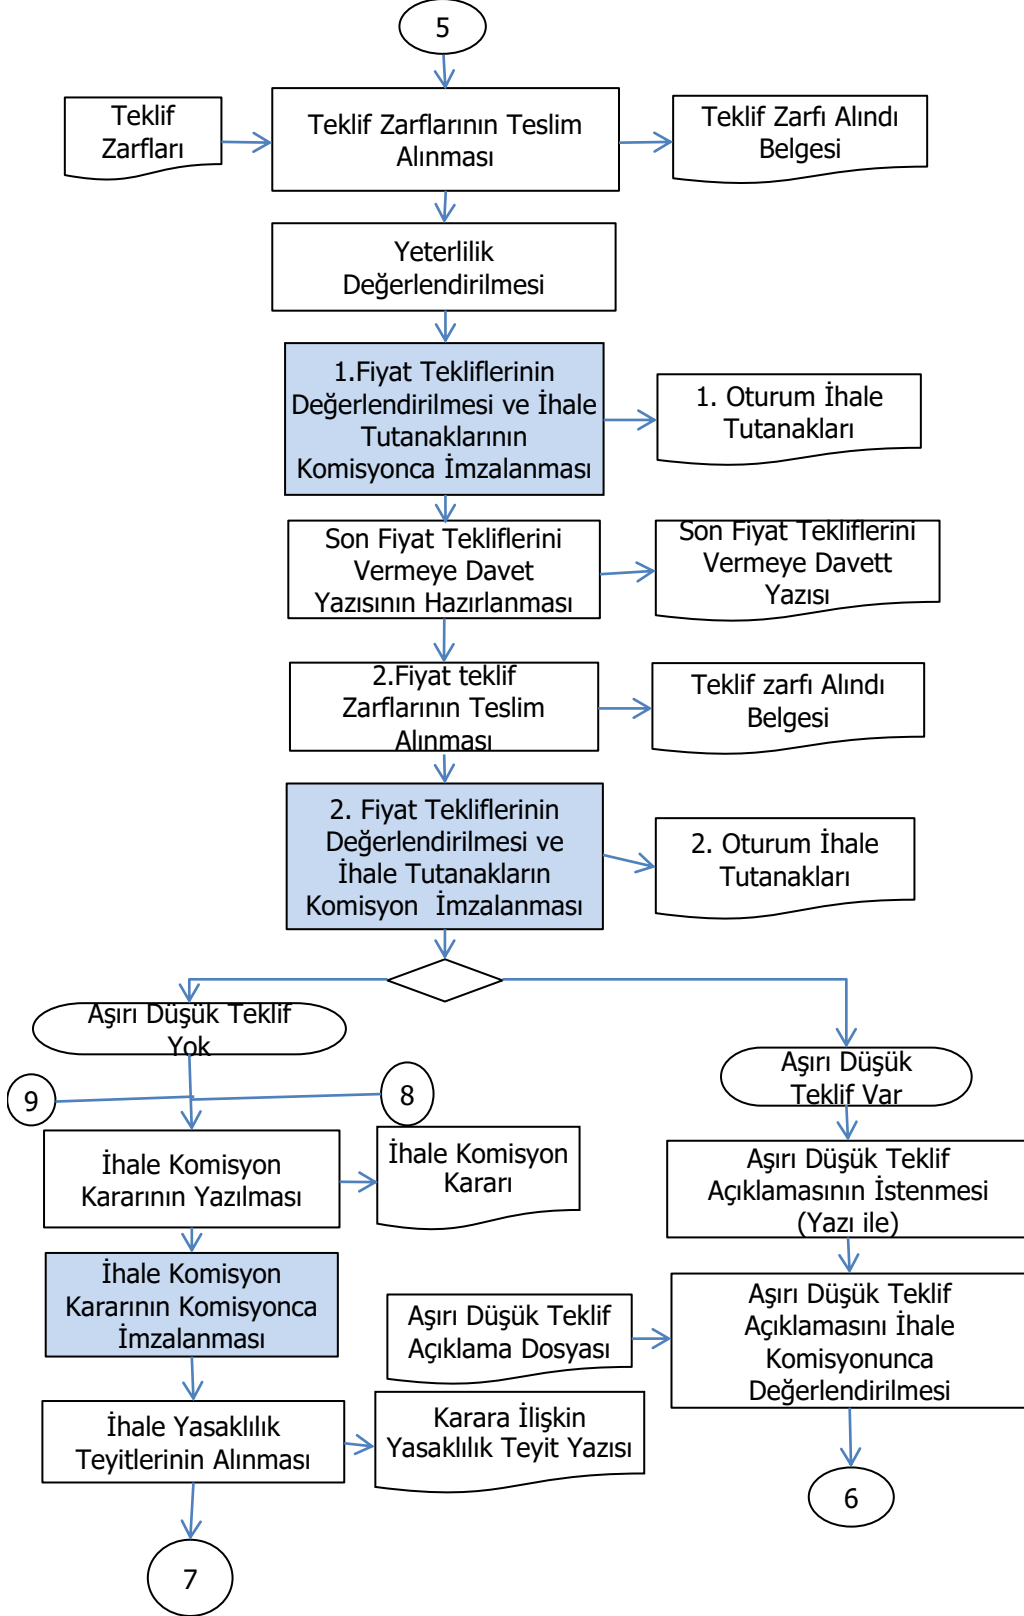 5
Teklif
Zarfları
Teklif Zarflarının Teslim
Alınması
Teklif Zarfı Alındı
Belgesi
Yeterlilik
Değerlendirilmesi
1.Fiyat Tekliflerinin
Değerlendirilmesi ve İhale
Tutanaklarının
Komisyonca İmzalanması
1. Oturum İhale
Tutanakları
Son Fiyat Tekliflerini
Vermeye Davet
Yazısının Hazırlanması
Son Fiyat Tekliflerini
Vermeye Davett
Yazısı
2.Fiyat teklif
Zarflarının Teslim
Alınması
Teklif zarfı Alındı
Belgesi
2. Fiyat Tekliflerinin
Değerlendirilmesi ve
İhale Tutanakların
Komisyon  İmzalanması
2. Oturum İhale
Tutanakları
Aşırı Düşük Teklif
Yok
Aşırı Düşük
Teklif Var
9
8
İhale Komisyon
Kararının Yazılması
İhale Komisyon
Kararı
Aşırı Düşük Teklif
Açıklamasının İstenmesi
(Yazı ile)
İhale Komisyon
Kararının Komisyonca
İmzalanması
Aşırı Düşük Teklif
Açıklama Dosyası
Aşırı Düşük Teklif
Açıklamasını İhale
Komisyonunca
Değerlendirilmesi
İhale Yasaklılık
Teyitlerinin Alınması
Karara İlişkin
Yasaklılık Teyit Yazısı
6
7